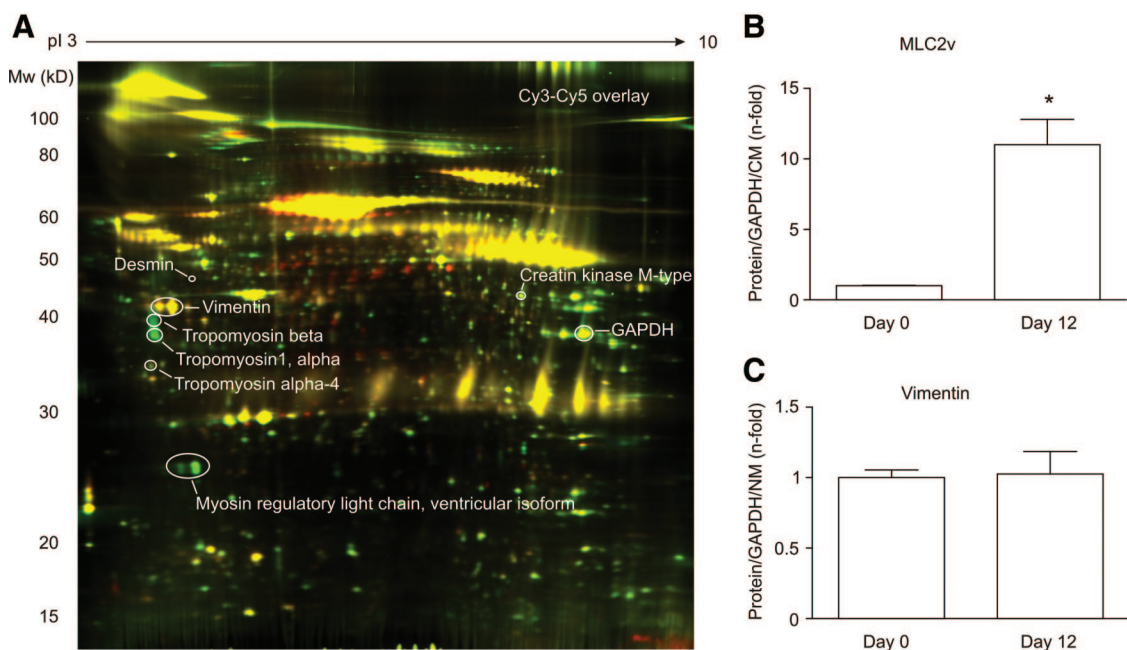 A
pI 3
10
Mw (kD)
100
80
60
50
40
30
20
15
Cy3-Cy5 overlay
Desmin
Creatin kinase M-type
Vimentin
Tropomyosin beta
GAPDH
Tropomyosin1, alpha
Tropomyosin alpha-4
Myosin regulatory light chain, ventricular isoform
B
MLC2v
Protein/GAPDH/CM (n-fold)
15
10
5
0
*
Day 0
Day 12
C
Vimentin
Protein/GAPDH/NM (n-fold)
1.5
1
0.5
0
Day 0
Day 12